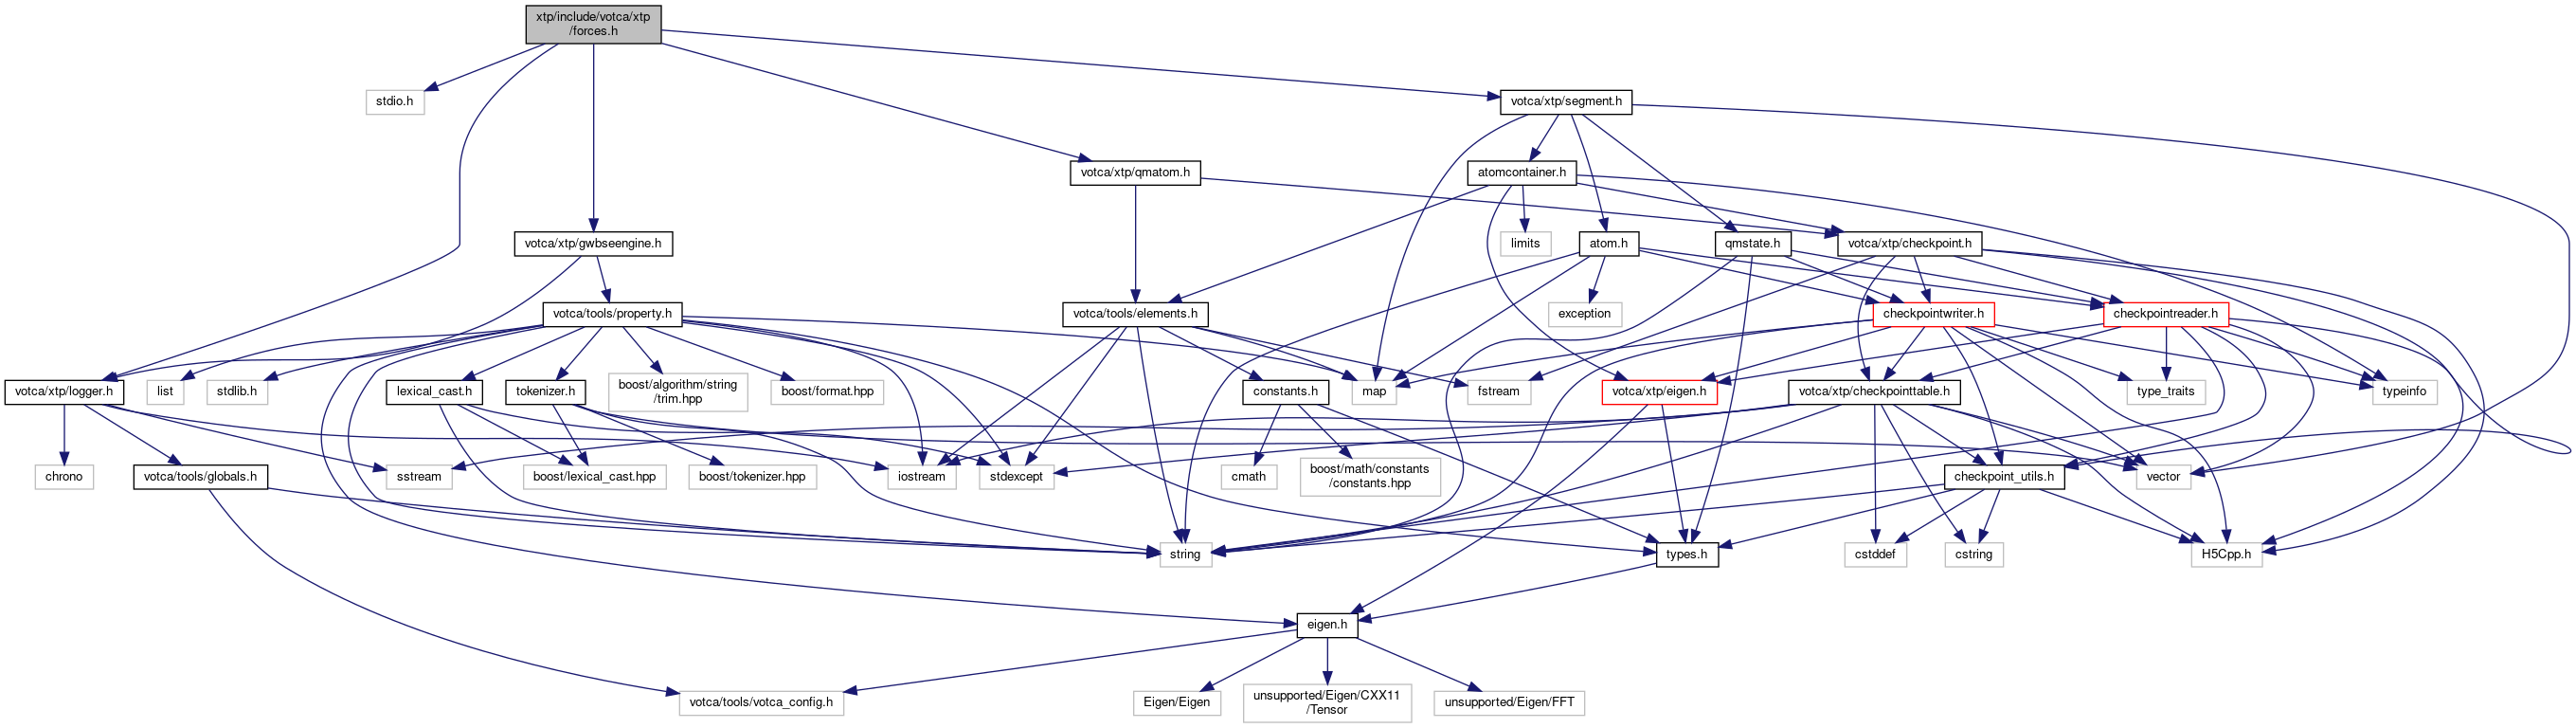 xtp/include/votca/xtp
/forces.h
stdio.h
votca/xtp/segment.h
votca/xtp/qmatom.h
atomcontainer.h
votca/xtp/gwbseengine.h
limits
atom.h
qmstate.h
votca/xtp/checkpoint.h
votca/tools/property.h
votca/tools/elements.h
exception
checkpointwriter.h
checkpointreader.h
votca/xtp/logger.h
list
stdlib.h
lexical_cast.h
tokenizer.h
boost/algorithm/string
/trim.hpp
boost/format.hpp
constants.h
map
fstream
votca/xtp/eigen.h
votca/xtp/checkpointtable.h
type_traits
typeinfo
chrono
votca/tools/globals.h
sstream
boost/lexical_cast.hpp
boost/tokenizer.hpp
iostream
stdexcept
cmath
boost/math/constants
/constants.hpp
checkpoint_utils.h
vector
string
types.h
cstddef
cstring
H5Cpp.h
eigen.h
votca/tools/votca_config.h
Eigen/Eigen
unsupported/Eigen/CXX11
/Tensor
unsupported/Eigen/FFT